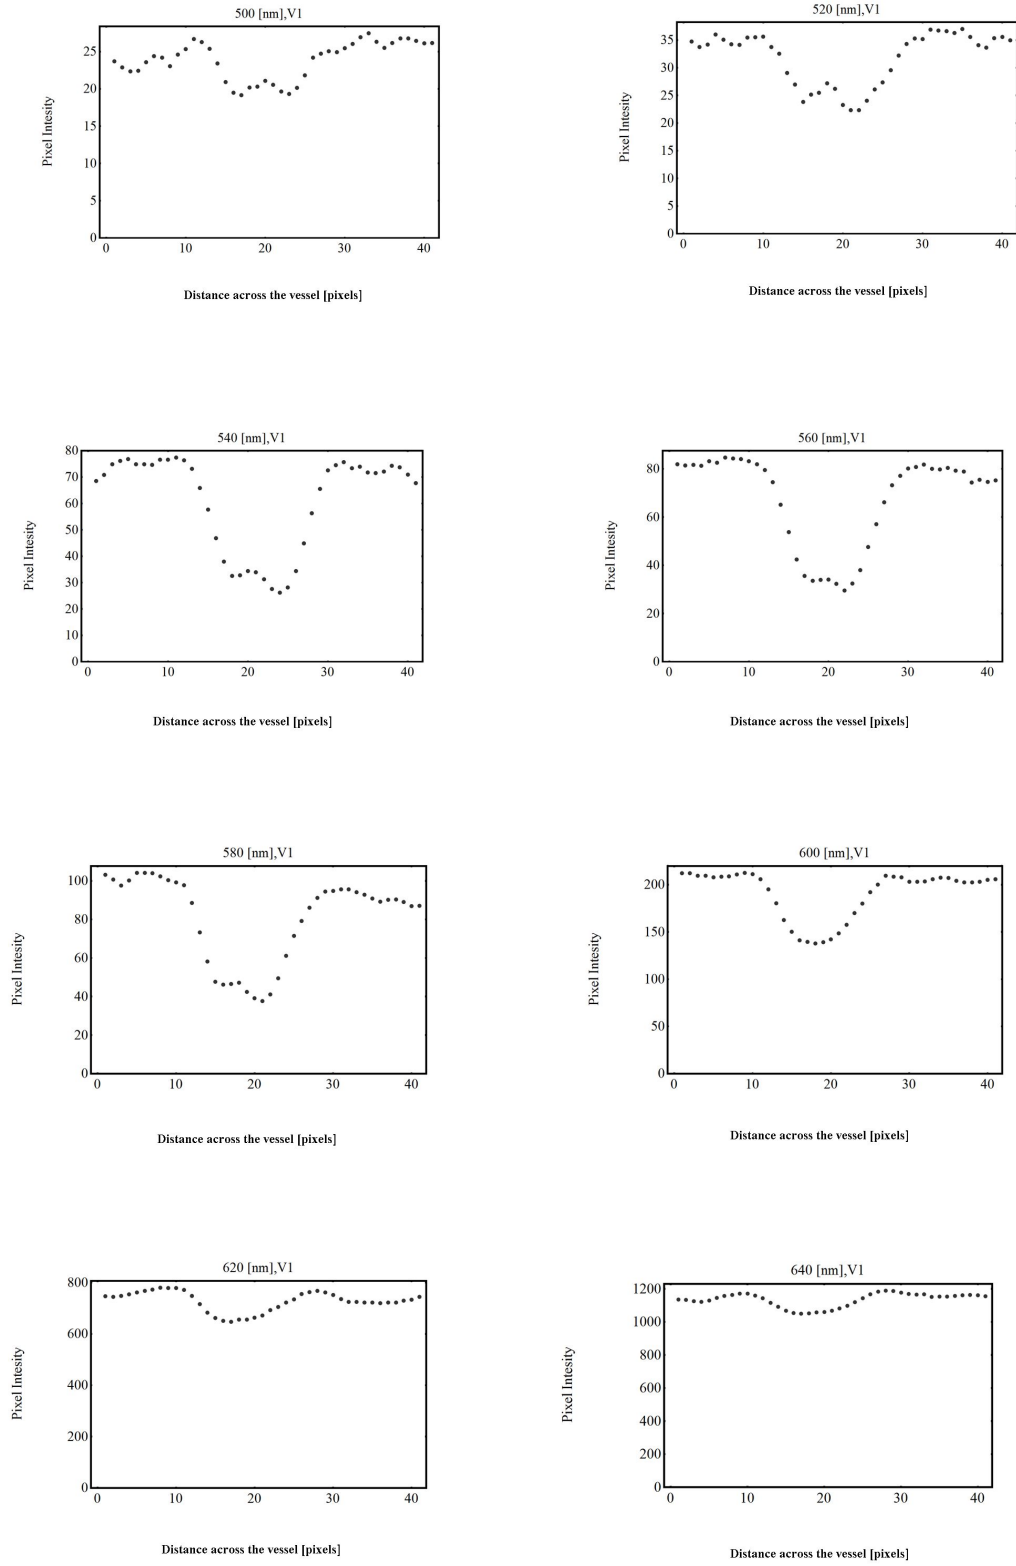 500 [nm],V1
25
20
15
10
5
0
0 10 20 30 40
Pixel Intesity
Distance across the vessel [pixels]
520 [nm],V1
35
30
25
20
15
10
5
0
0 10 20 30 40
Pixel Intesity
Distance across the vessel [pixels]
540 [nm],V1
80
70
60
50
40
30
20
10
0
0 10 20 30 40
Pixel Intesity
Distance across the vessel [pixels]
560 [nm],V1
80
60
40
20
0
0 10 20 30 40
Pixel Intesity
Distance across the vessel [pixels]
580 [nm],V1
100
80
60
40
20
0
0 10 20 30 40
Pixel Intesity
Distance across the vessel [pixels]
600 [nm],V1
200
150
100
50
0
0 10 20 30 40
Pixel Intesity
Distance across the vessel [pixels]
620 [nm],V1
800
600
400
200
0
0 10 20 30 40
Pixel Intesity
Distance across the vessel [pixels]
640 [nm],V1
1200
1000
800
600
400
200
0
0 10 20 30 40
Pixel Intesity
Distance across the vessel [pixels]